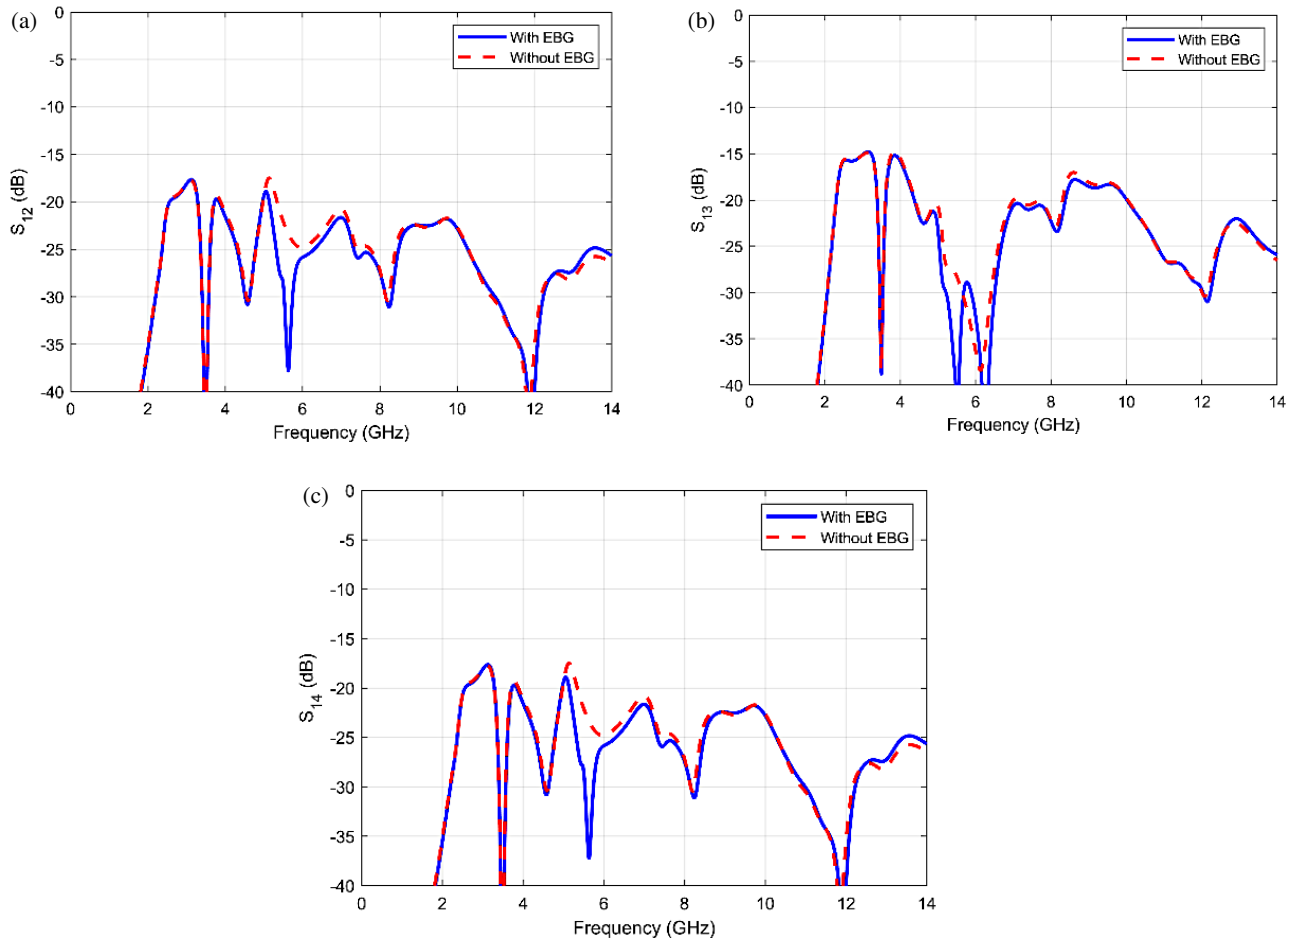 (a)
0
-5
-10
-15
-20
-25
-30
-35
-40
S12 (dB)
With EBG
Without EBG
0 2 4 6 8 10 12 14
Frequency (GHz)
(b)
0
-5
-10
-15
-20
-25
-30
-35
-40
S13 (dB)
With EBG
Without EBG
0 2 4 6 8 10 12 14
Frequency (GHz)
(c)
0
-5
-10
-15
-20
-25
-30
-35
-40
S14 (dB)
With EBG
Without EBG
0 2 4 6 8 10 12 14
Frequency (GHz)